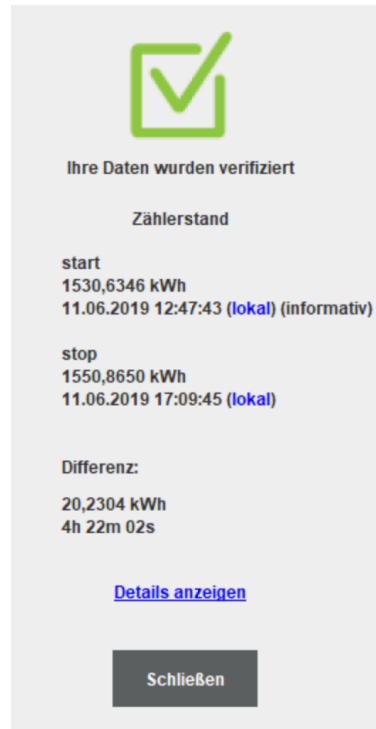 Ihre Daten wurden verifiziert
Zählerstand
start
1530,6346 kWh
11.06.2019 12:47:43 (lokal) (informativ)
stop
1550,8650 kWh
11.06.2019 17:09:45 (lokal)
Differenz:
20,2304 kWh
4h 22m 02s
Details anzeigen
Schließen